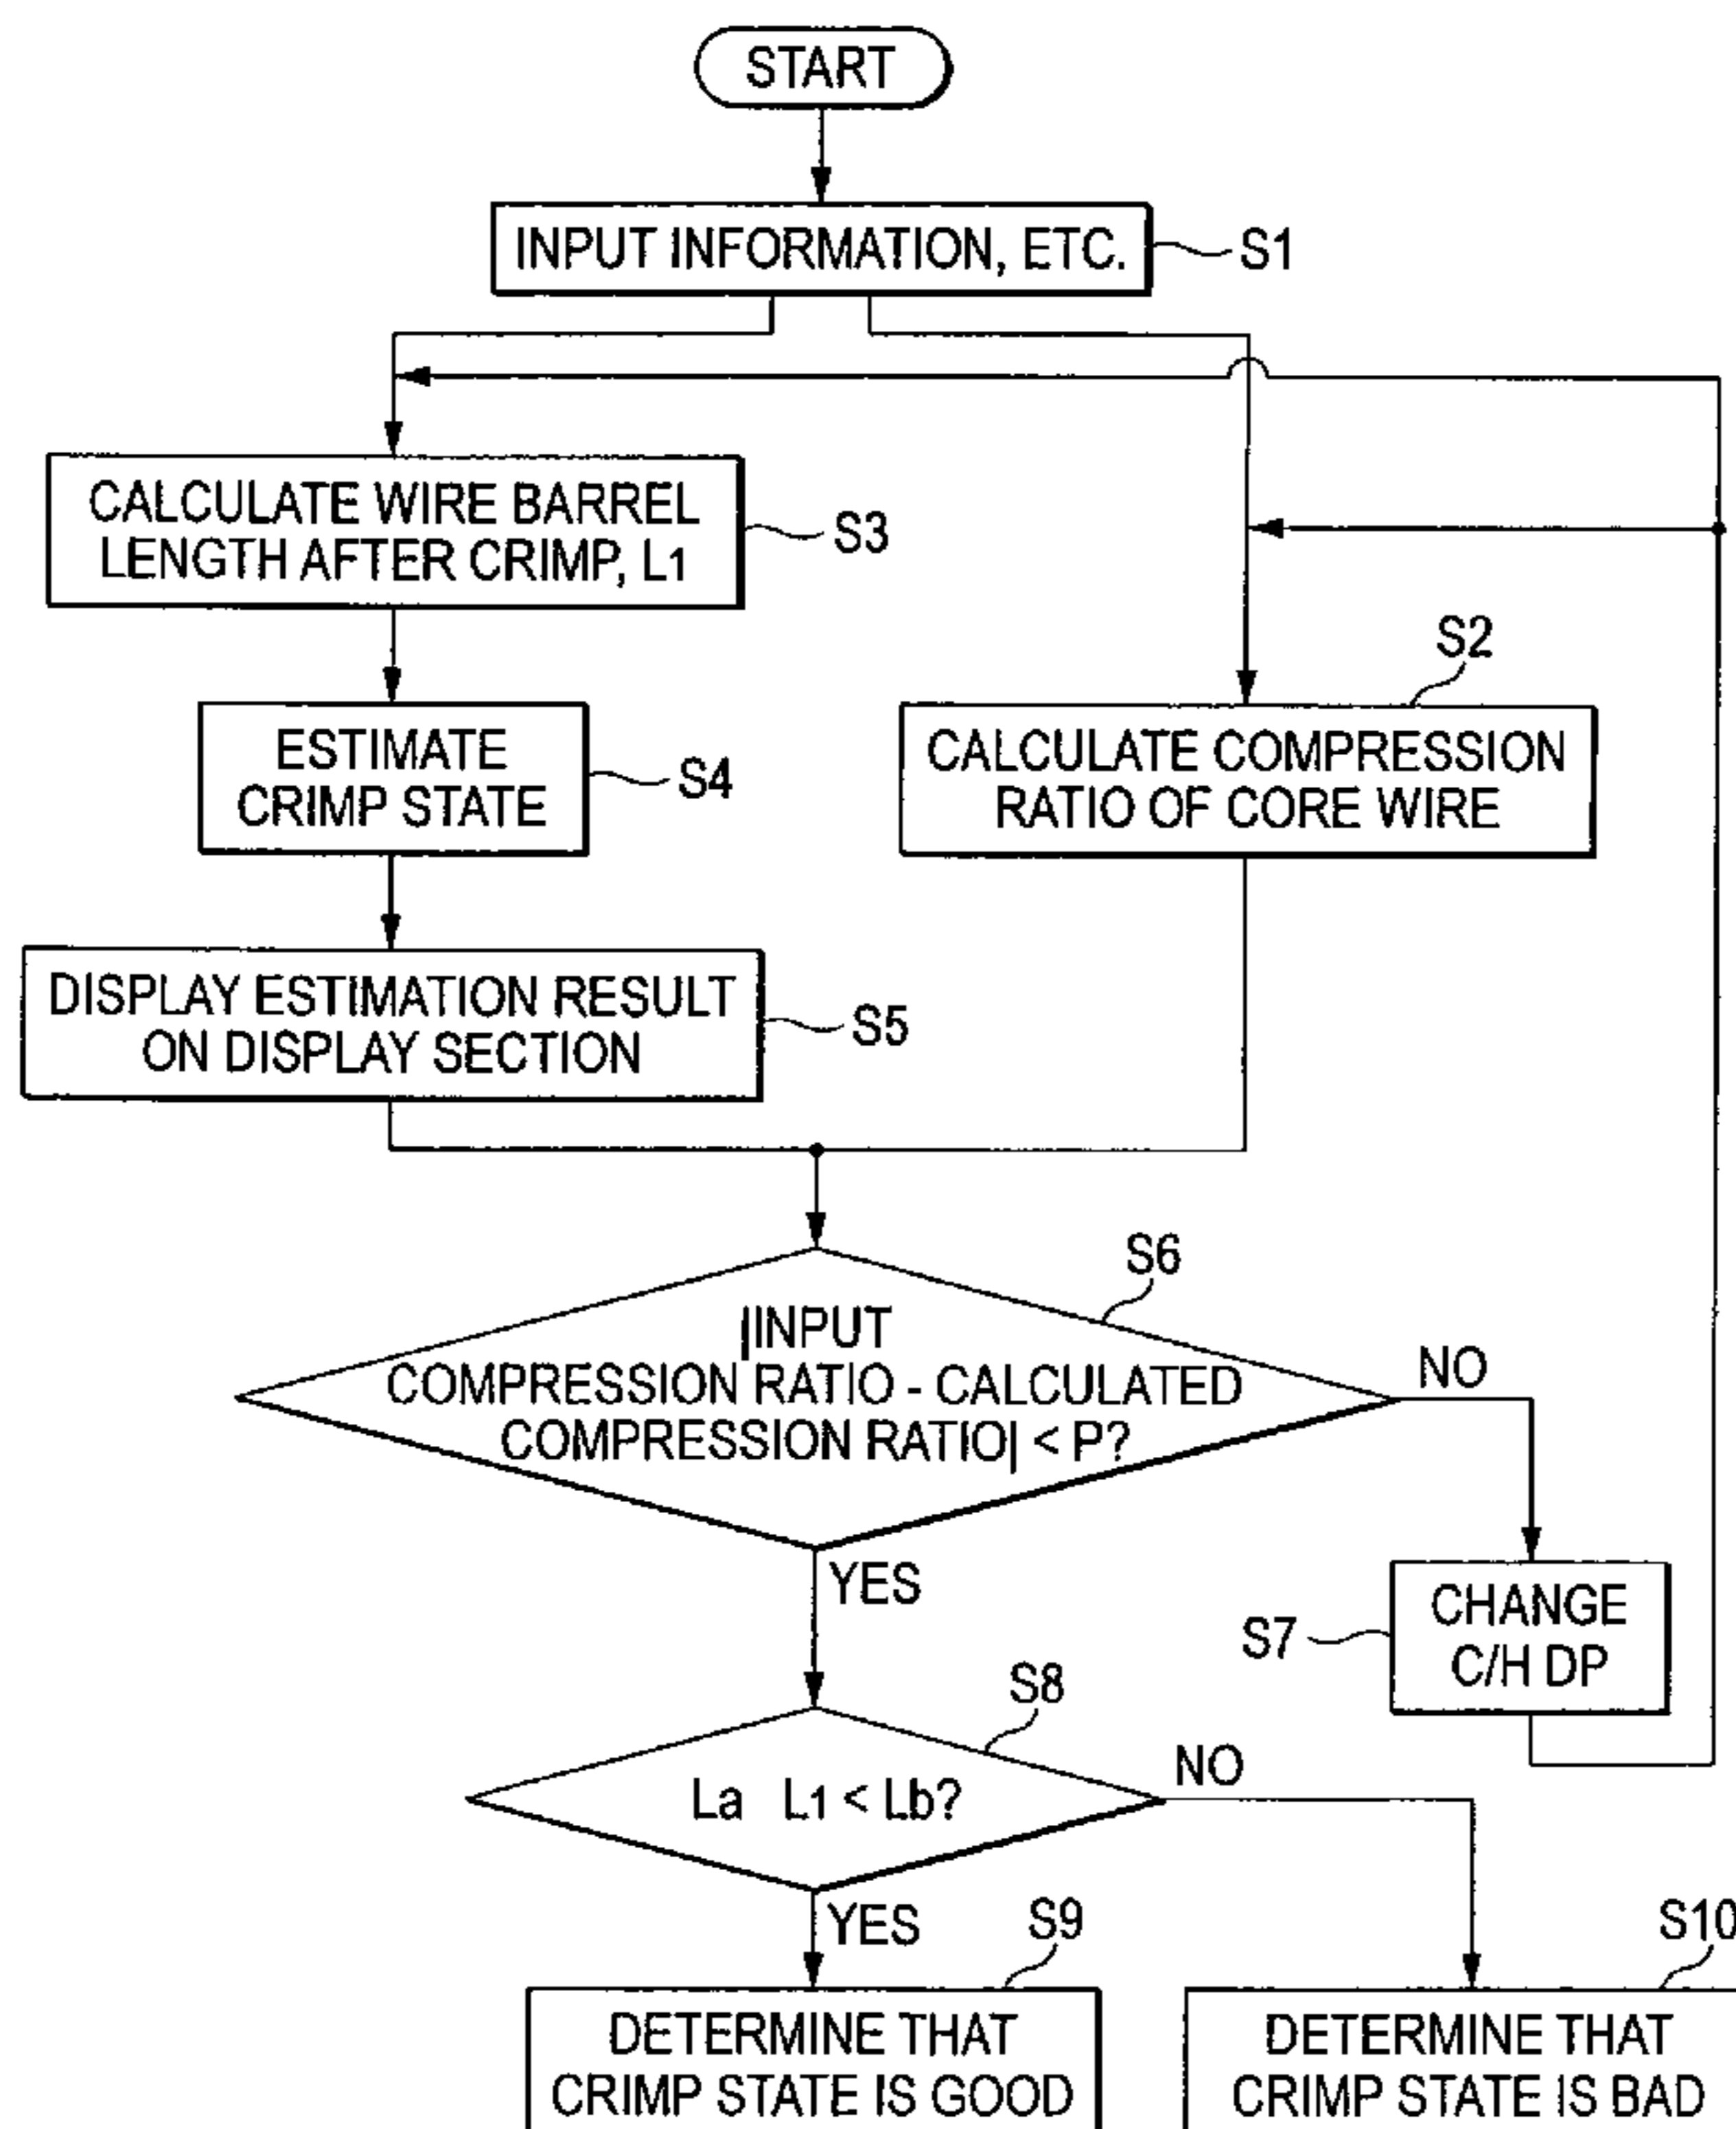 START
INPUT INFORMATION, ETC.
S1
CALCULATE WIRE BARREL
LENGTH AFTER CRIMP, L1
S3
S2
ESTIMATE
CRIMP STATE
S4
CALCULATE COMPRESSION
RATIO OF CORE WIRE
DISPLAY ESTIMATION RESULT
ON DISPLAY SECTION
S5
S6
|INPUT
COMPRESSION RATIO - CALCULATED
COMPRESSION RATIO| < P?
NO
YES
S7
CHANGE
C/H DP
S8
La L1 < Lb?
NO
YES
S9
S10
DETERMINE THAT
CRIMP STATE IS GOOD
DETERMINE THAT
CRIMP STATE IS BAD